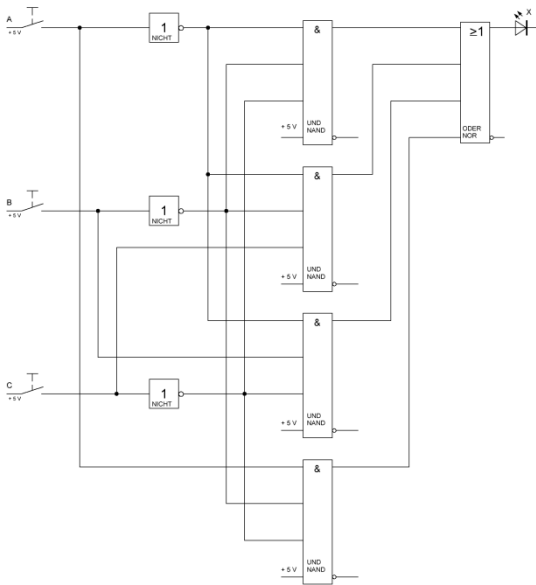 A
+ 5 V
1
NICHT
&
+ 5 V
UND
NAND
≥1
ODER
NOR
X
&
+ 5 V
UND
NAND
B
+ 5 V
1
NICHT
&
+ 5 V
UND
NAND
C
+ 5 V
1
NICHT
&
+ 5 V
UND
NAND